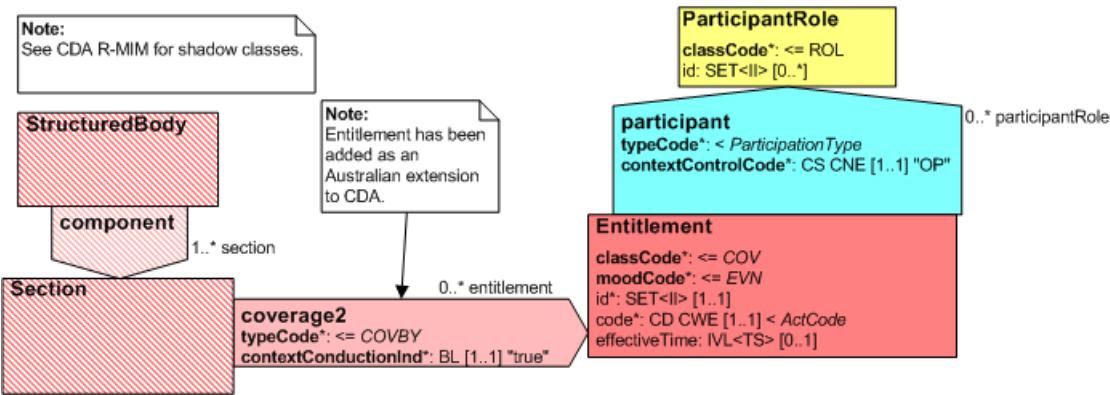 Note:
See CDA R-MIM for shadow classes.
ParticipantRole
classCode*: <= ROL
id: SET<II> [0..*]
StructuredBody
Note:
Entitlement has been
added as an
Australian extension
to CDA.
participant
typeCode*: < ParticipationType
contextControlCode*: CS CNE [1..1] "OP"
0..* participantRole
component
1..* section
Section
0..* entitlement
coverage2
typeCode*: <= COVBY
contextConductionInd*: BL [1..1] "true"
Entitlement
classCode*: <= COV
moodCode*: <= EVN
id*: SET<II> [1..1]
code*: CD CWE [1..1] < ActCode
effectiveTime: IVL<TS> [0..1]